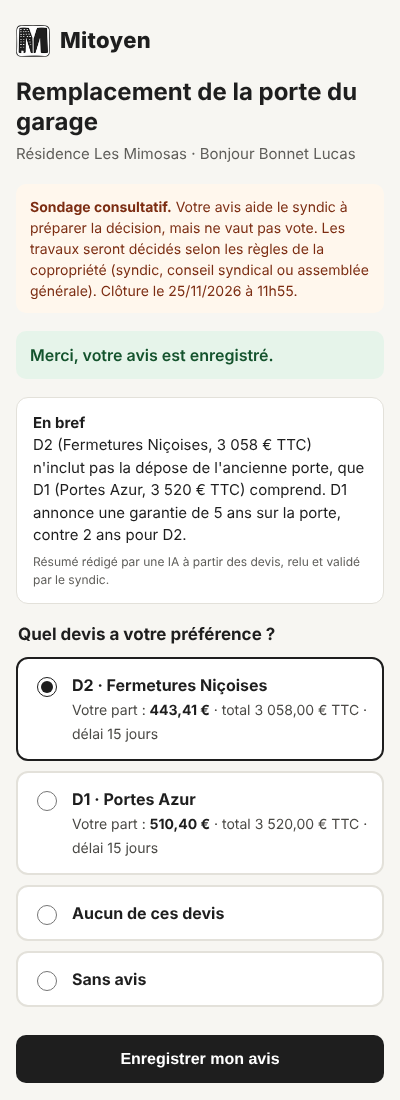 M Mitoyen
Remplacement de la porte du
garage
Résidence Les Mimosas · Bonjour Bonnet Lucas
Sondage consultatif. Votre avis aide le syndic à
préparer la décision, mais ne vaut pas vote. Les
travaux seront décidés selon les règles de la
copropriété (syndic, conseil syndical ou assemblée
générale). Clôture le 25/11/2026 à 11h55.
Merci, votre avis est enregistré.
En bref
D2 (Fermetures Niçoises, 3 058 € TTC)
n'inclut pas la dépose de l'ancienne porte, que
D1 (Portes Azur, 3 520 € TTC) comprend. D1
annonce une garantie de 5 ans sur la porte,
contre 2 ans pour D2.
Résumé rédigé par une IA à partir des devis, relu et validé
par le syndic.
Quel devis a votre préférence ?
D2 · Fermetures Niçoises
Votre part : 443,41 € · total 3 058,00 € TTC ·
délai 15 jours
D1 · Portes Azur
Votre part : 510,40 € · total 3 520,00 € TTC ·
délai 15 jours
Aucun de ces devis
Sans avis
Enregistrer mon avis